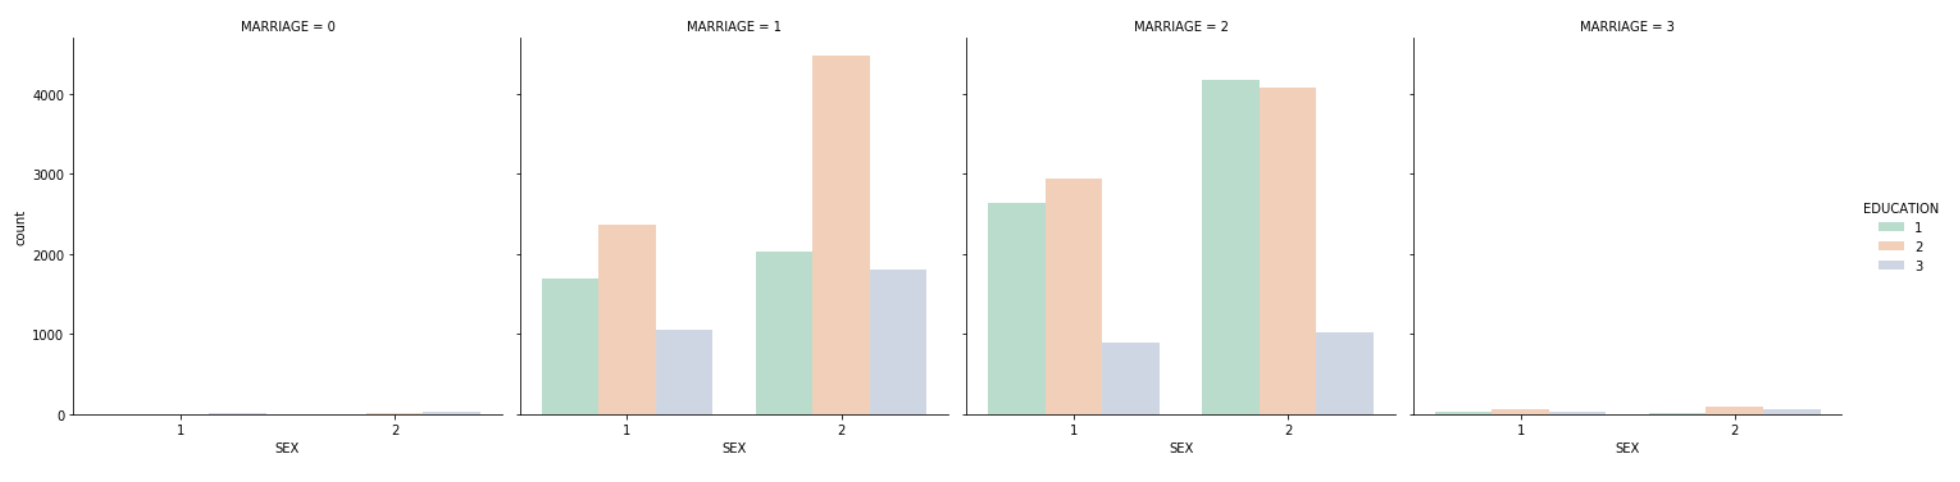 MARRIAGE = 0
MARRIAGE = 1
MARRIAGE = 2
MARRIAGE = 3
count
4000
3000
2000
1000
0
1 2
1 2
1 2
1 2
SEX
SEX
SEX
SEX
EDUCATION
1
2
3